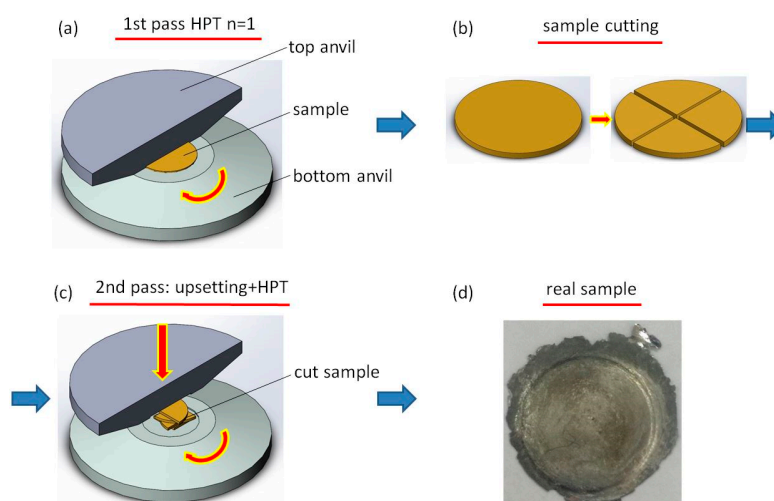 (a) 1st pass HPT n=1
top anvil
sample
bottom anvil
(b) sample cutting
(c) 2nd pass: upsetting+HPT
cut sample
(d) real sample